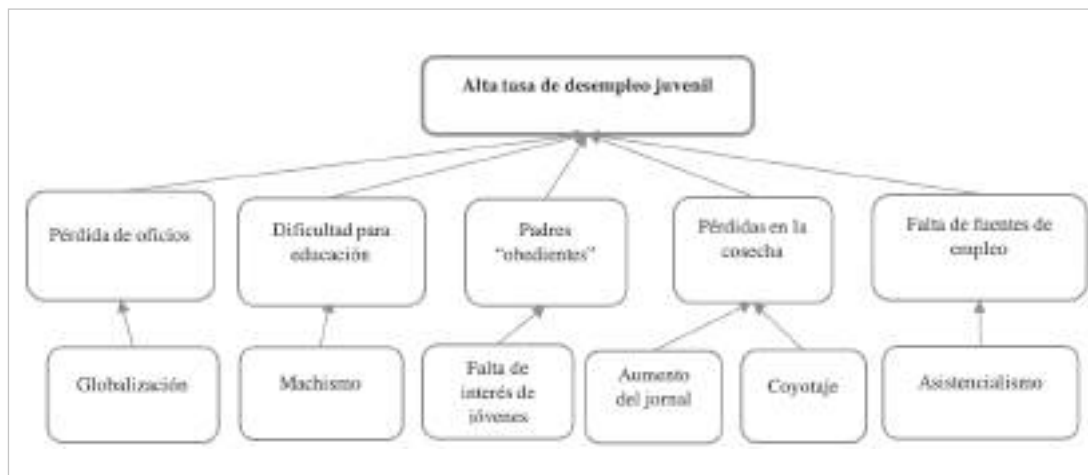 Alta tasa de desempleo juvenil
Pérdida de oficios
Dificultad para
educación
Padres
“obedientes”
Pérdidas en la
cosecha
Falta de fuentes de
empleo
Globalización
Machismo
Falta de
interés de
jóvenes
Aumento
del jornal
Coyotaje
Asistencialismo